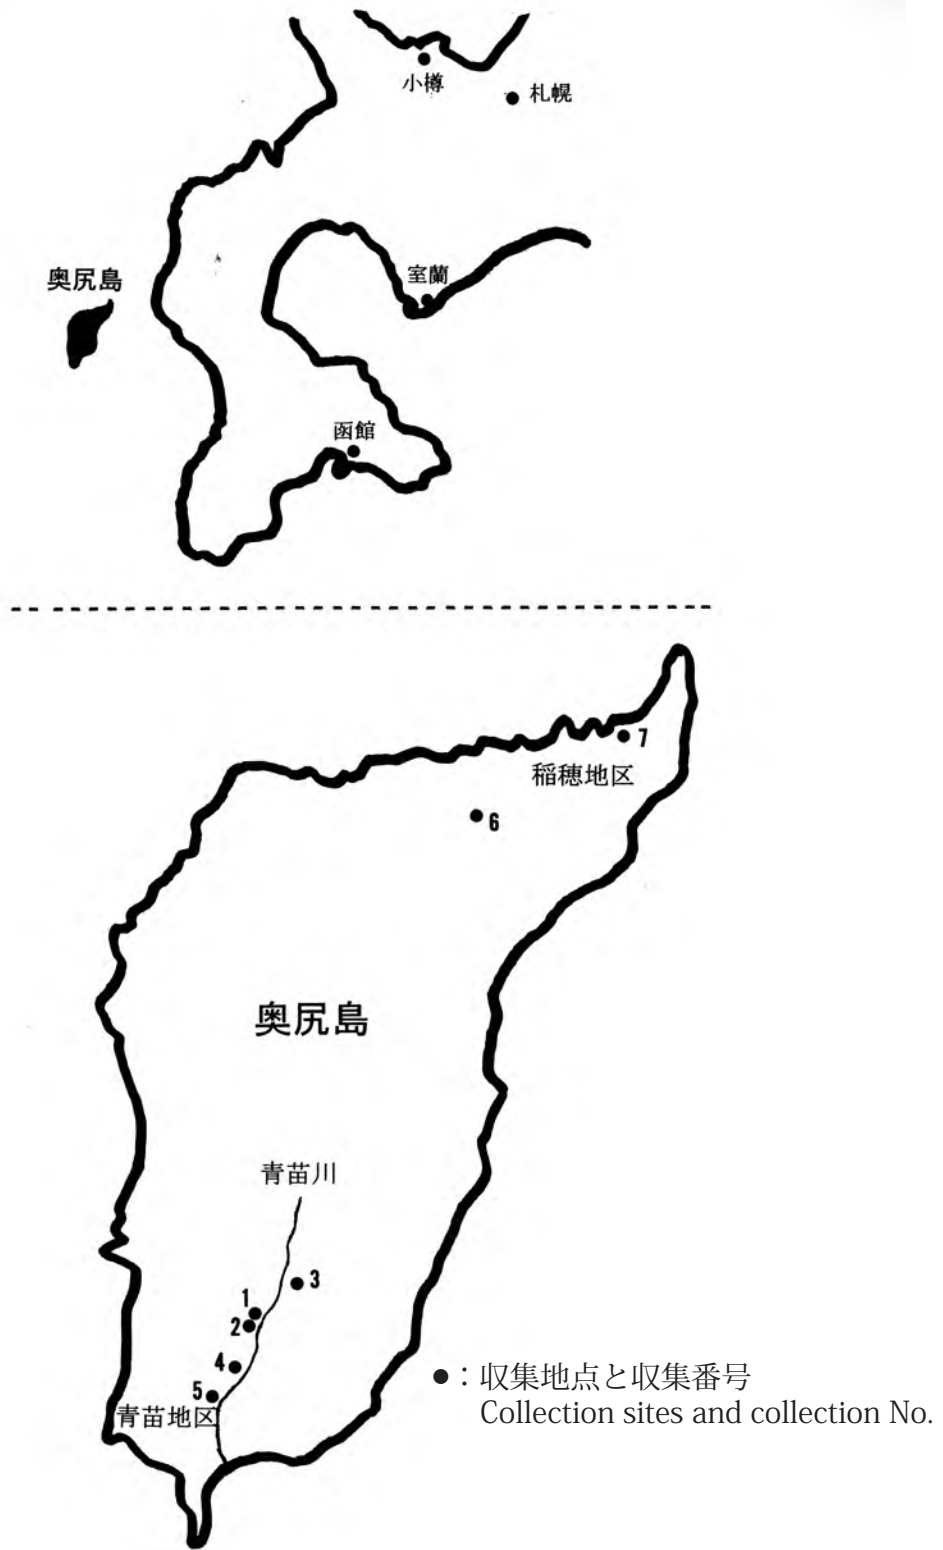 小樽
札幌
奥尻島
室蘭
函館
7
稲穂地区
6
奥尻島
青苗川
3
1
2
4
5
青苗地区
●：収集地点と収集番号
Collection sites and collection No.